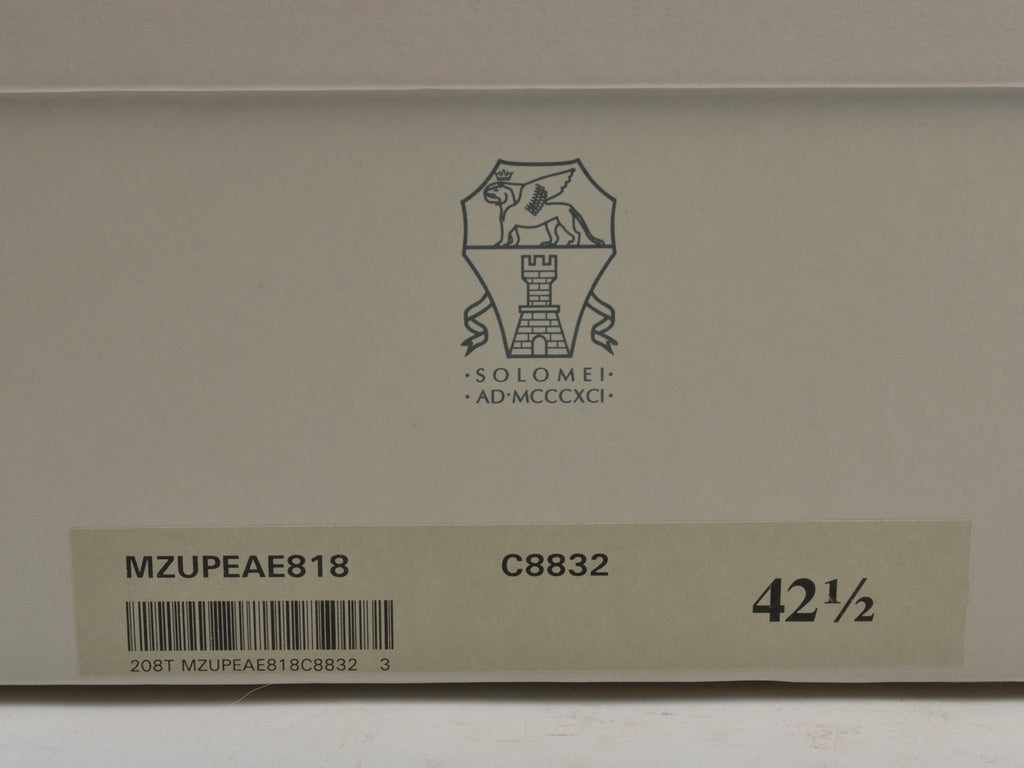 ·SOLOMEI·
·AD·MCCCXCI·
MZUPEAE818 C8832
42½
208T MZUPEAE818C8832 3